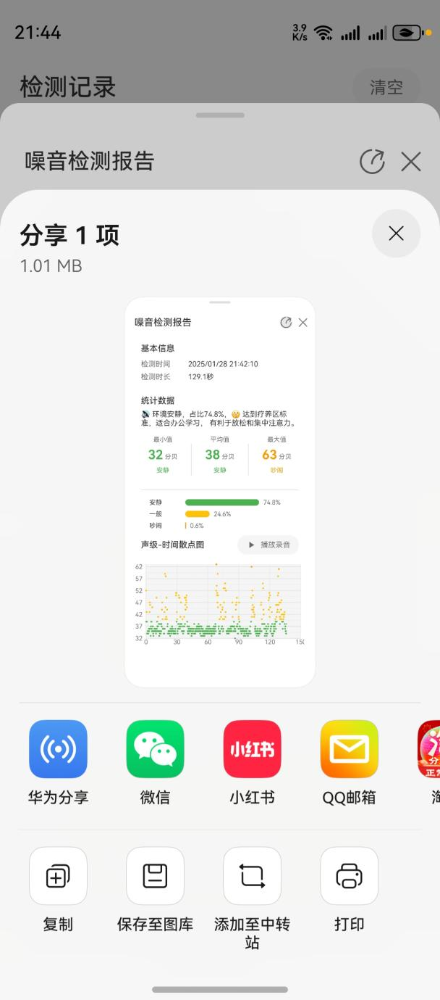 21:44
3.9
K/s
检测记录
清空
噪音检测报告
分享 1 项
1.01 MB
噪音检测报告
基本信息
检测时间 2025/01/28 21:42:10
检测时长 129.1秒
统计数据
🔊 环境安静，占比74.8%，🤫 达到疗养区标
准，适合办公学习， 有利于放松和集中注意力。
最小值 平均值 最大值
32 分贝 38 分贝 63 分贝
安静 安静 吵闹
安静 74.8%
一般 24.6%
吵闹 0.6%
声级-时间散点图 播放录音
62
57
52
47
42
37
32
0 30 60 90 120 150
小红书
华为分享 微信 小红书 QQ邮箱
复制 保存至图库 添加至中转
站
打印